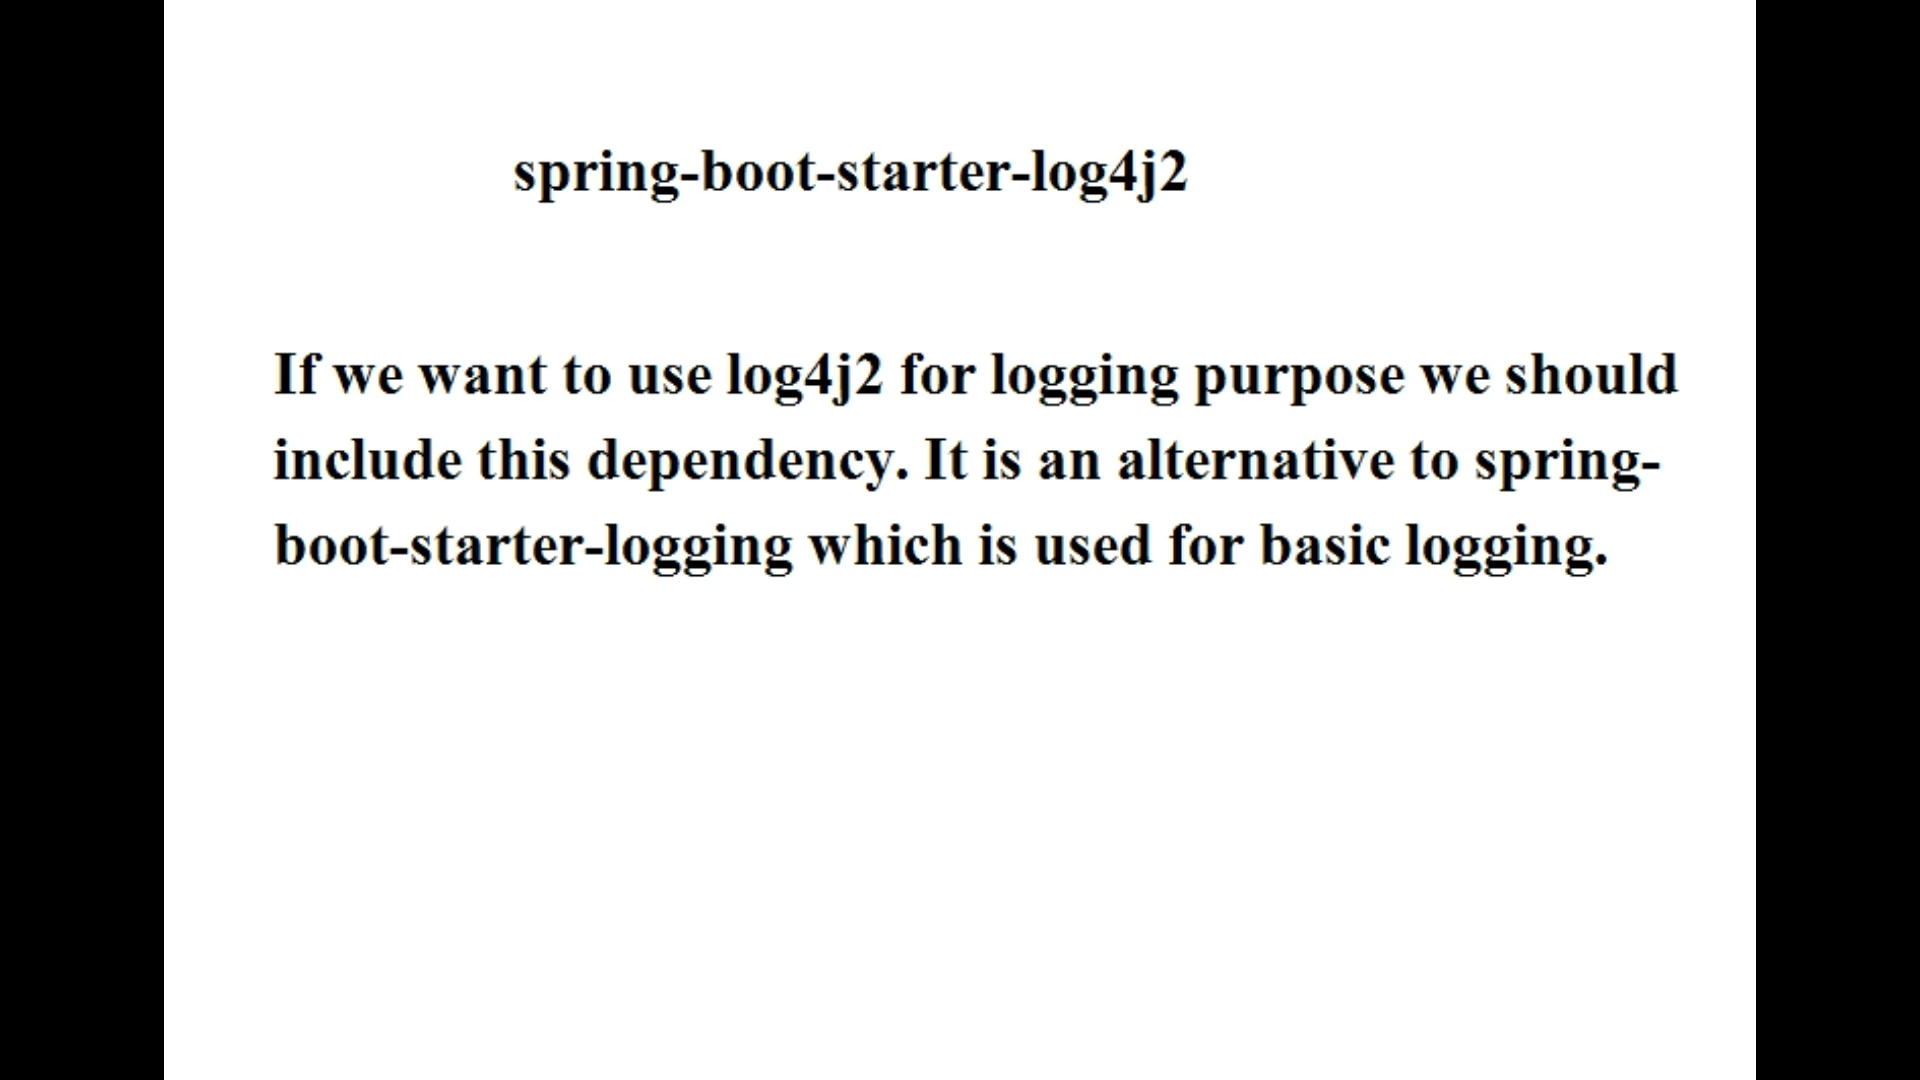 spring-boot-starter-log4j2
If we want to use log4j2 for logging purpose we should
include this dependency. It is an alternative to spring-
boot-starter-logging which is used for basic logging.